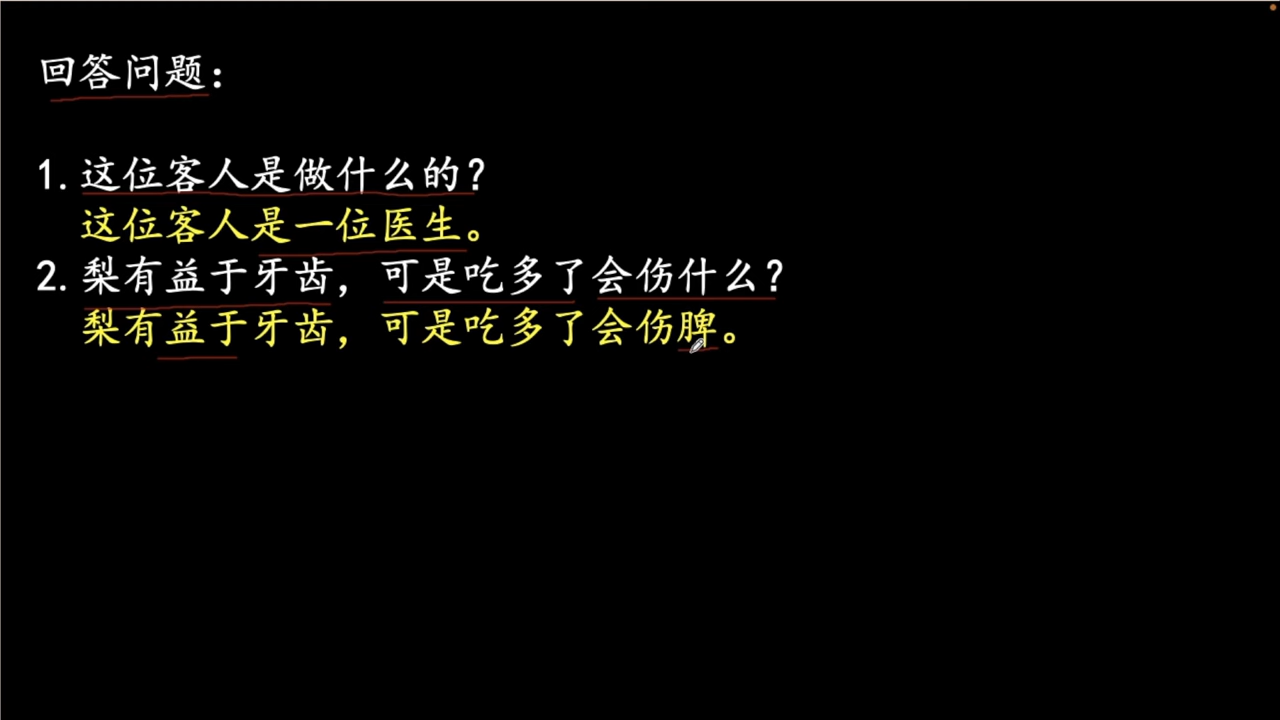 回答问题：
1.这位客人是做什么的？
这位客人是一位医生。
2.梨有益于牙齿，可是吃多了会伤什么？
梨有益于牙齿，可是吃多了会伤脾。